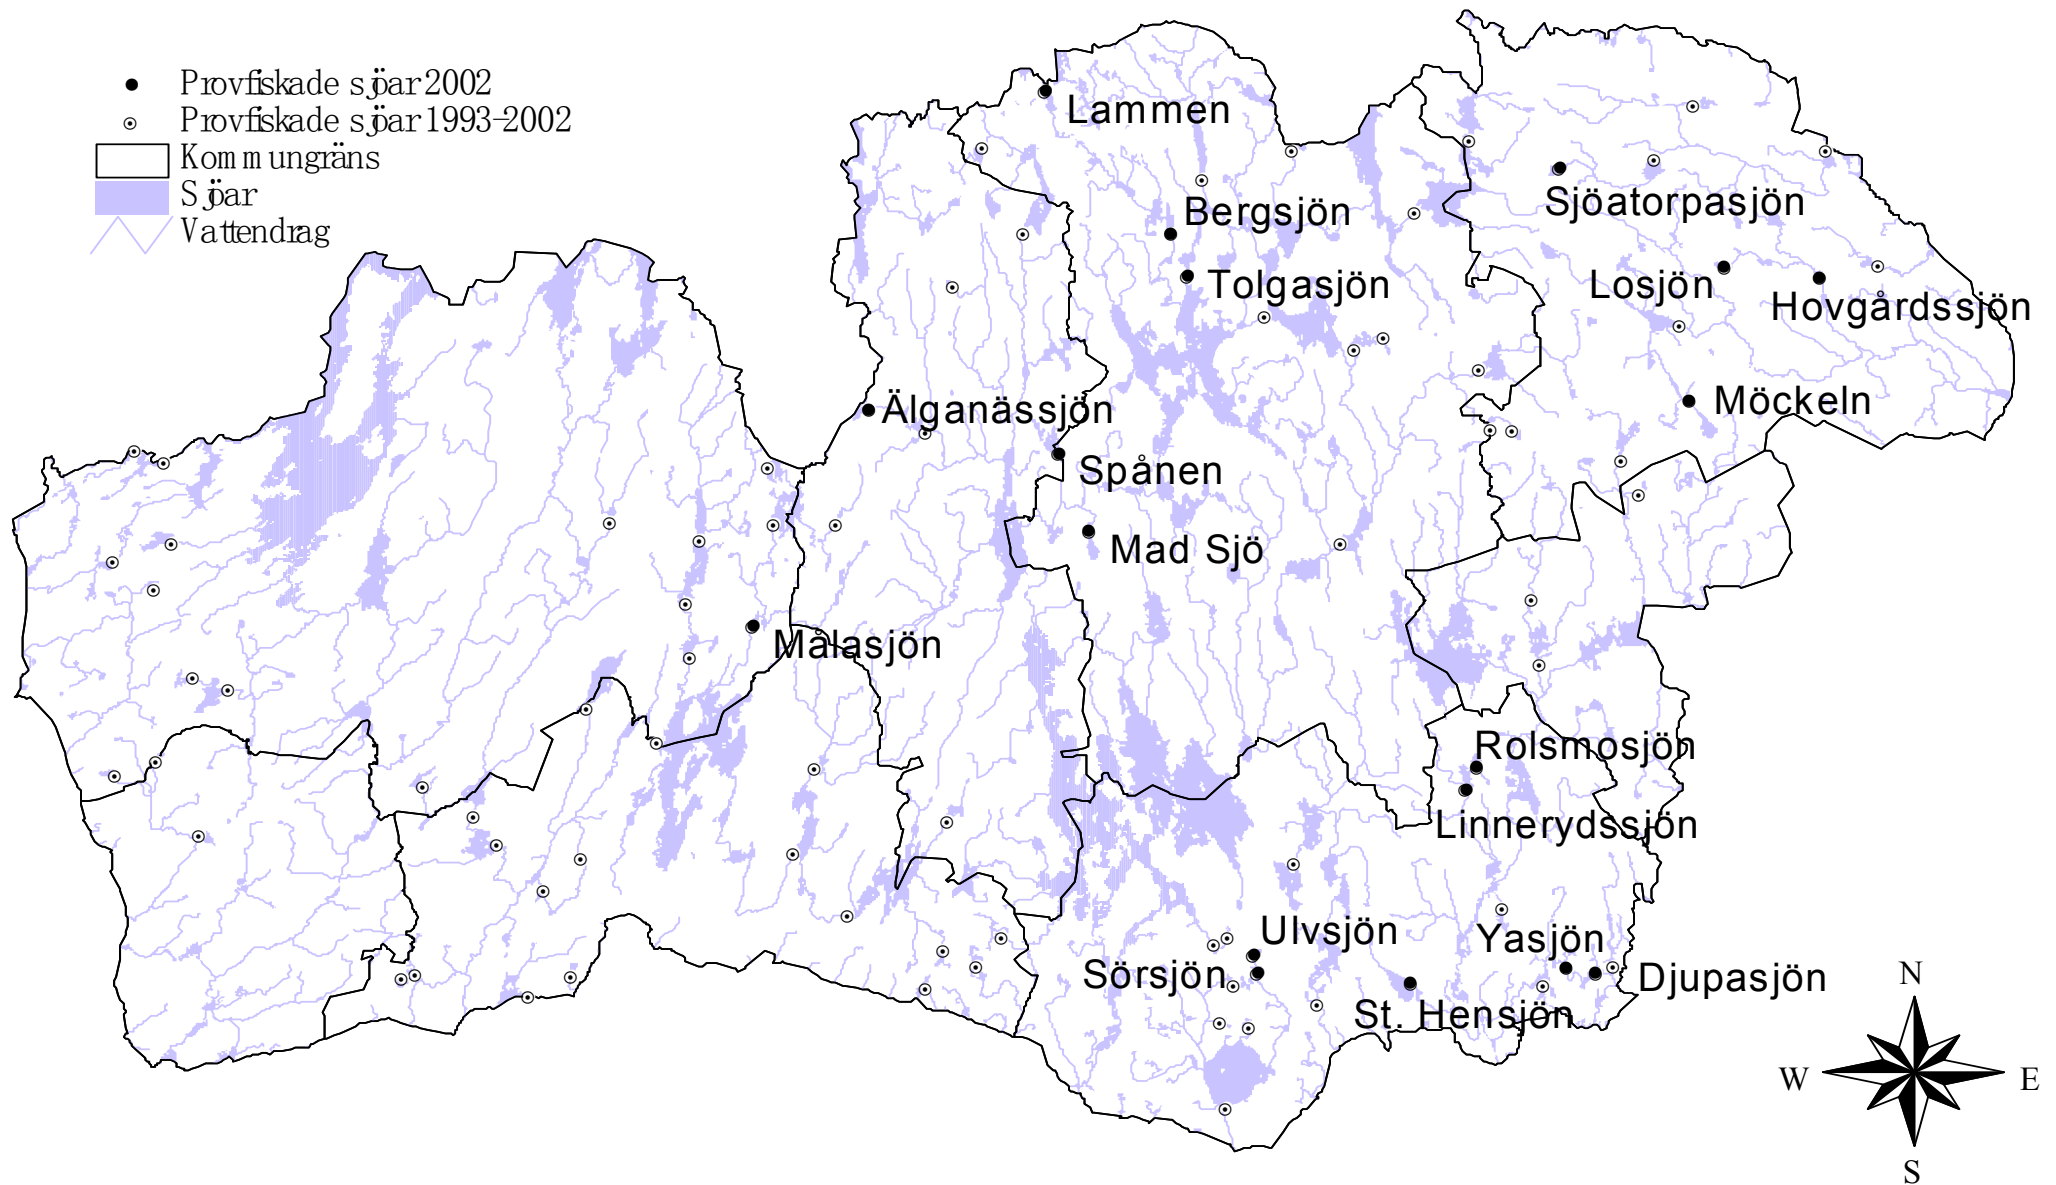 Provfiskade sjöar 2002
Provfiskade sjöar 1993-2002
Kommungräns
Sjöar
Vattendrag
Lammen
Bergsjön
Sjöatorpasjön
Tolgasjön
Losjön
Hovgårdssjön
Älganässjön
Möckeln
Spånen
Mad Sjö
Målasjön
Rolsmosjön
Linnerydssjön
Ulvsjön
Yasjön
Sörsjön
Djupasjön
St. Hensjön
N
W
E
S